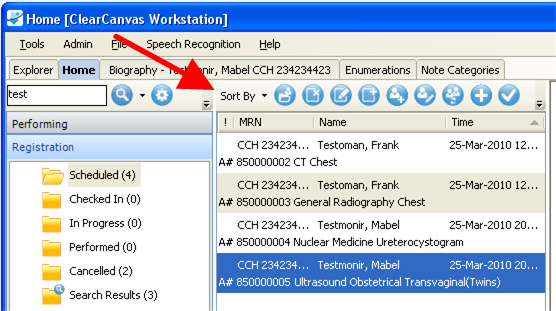 Home [ClearCanvas Workstation]
Tools Admin File Speech Recognition Help
Explorer Home Biography - Testmonir, Mabel CCH 234234423 Enumerations Note Categories
test Sort By
Performing
Registration
Scheduled (4)
Checked In (0)
In Progress (0)
Performed (0)
Cancelled (2)
Search Results (3)
! MRN Name Time
CCH 234234... Testoman, Frank 25-Mar-2010 12...
A# 850000002 CT Chest
CCH 234234... Testoman, Frank 25-Mar-2010 12...
A# 850000003 General Radiography Chest
CCH 234234... Testmonir, Mabel 25-Mar-2010 20...
A# 850000004 Nuclear Medicine Ureterocystogram
CCH 234234... Testmonir, Mabel 25-Mar-2010 20...
A# 850000005 Ultrasound Obstetrical Transvaginal(Twins)